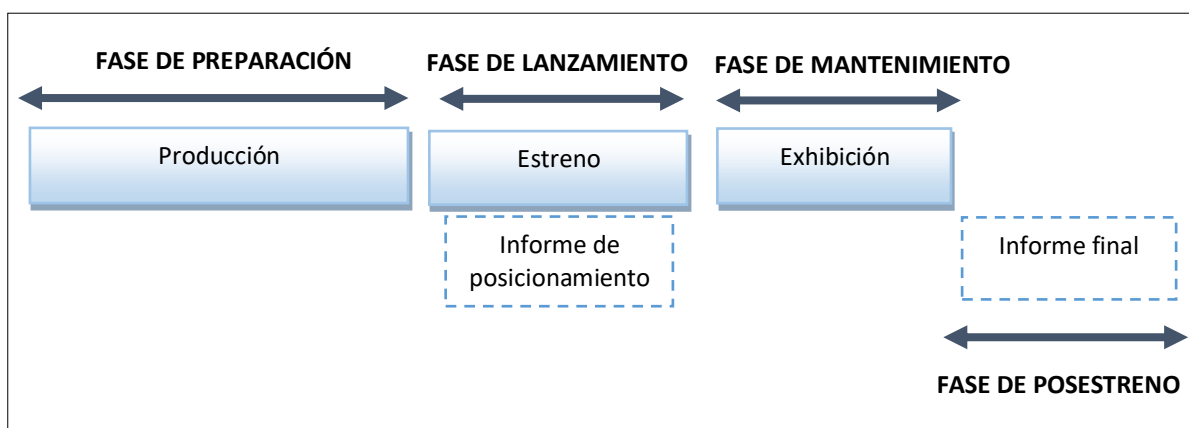 FASE DE PREPARACIÓN
FASE DE LANZAMIENTO
FASE DE MANTENIMIENTO
Producción
Estreno
Exhibición
Informe de
posicionamiento
Informe final
FASE DE POSESTRENO